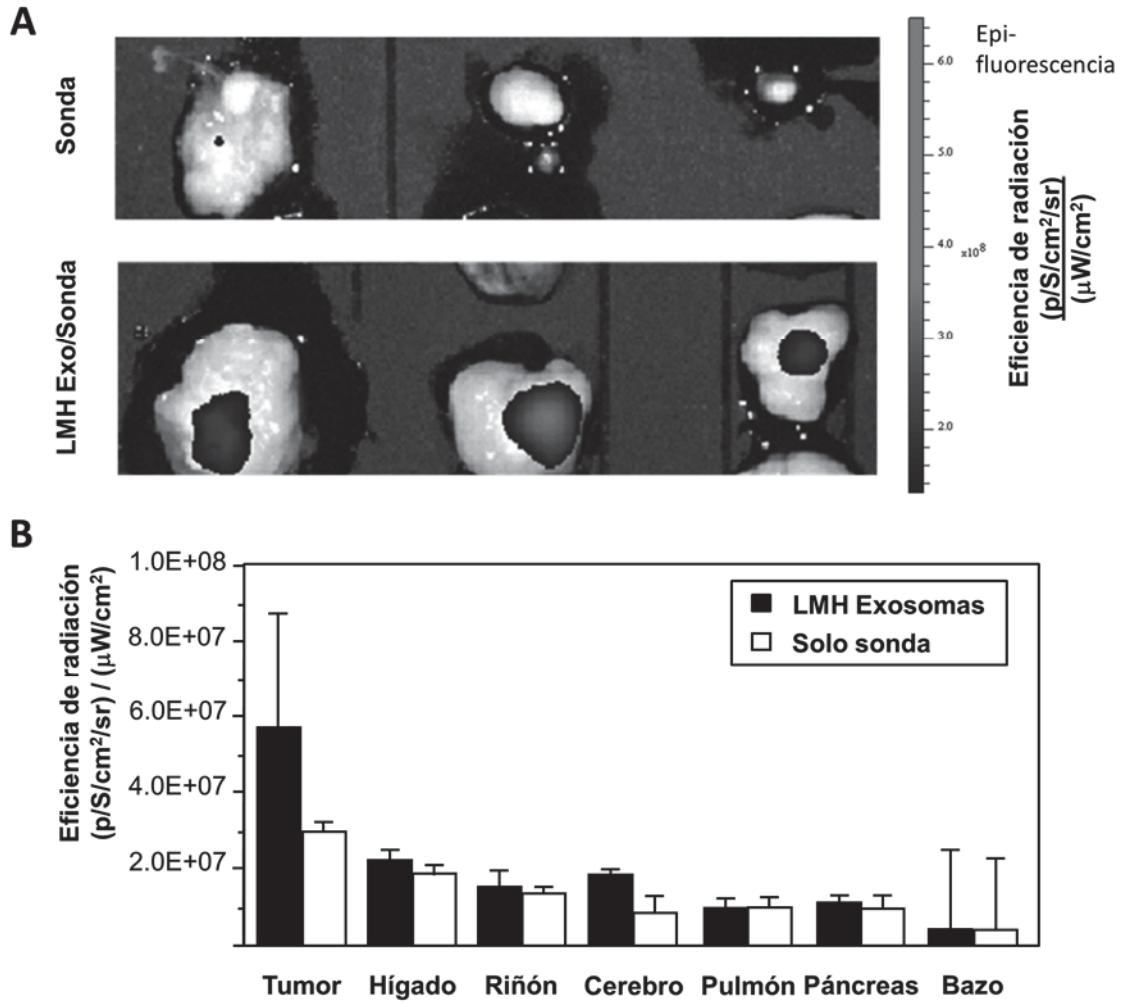 A
Sonda
LMH Exo/Sonda
Epi-
fluorescencia
6.0
5.0
4.0
x10⁸
3.0
2.0
Eficiencia de radiación
(p/S/cm²/sr)
(μW/cm²)
B
Eficiencia de radiación
(p/S/cm²/sr) / (μW/cm²)
1.0E+08
8.0E+07
6.0E+07
4.0E+07
2.0E+07
LMH Exosomas
Solo sonda
Tumor Hígado Riñón Cerebro Pulmón Páncreas Bazo